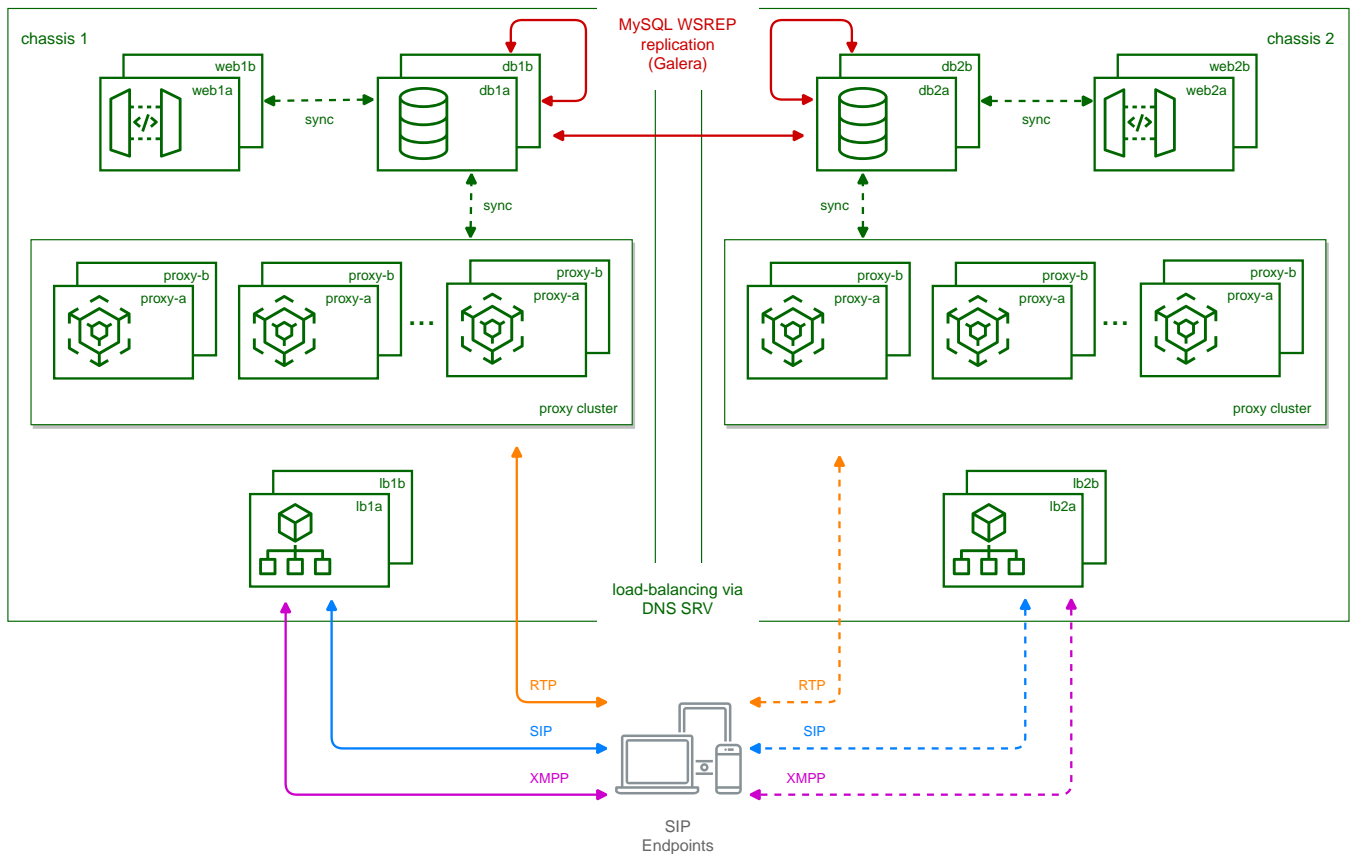 MySQL WSREP
replication
(Galera)
chassis 1
chassis 2
web1b
web1a
sync
db1b
db1a
db2b
db2a
sync
web2b
web2a
sync
sync
proxy-b
proxy-a
proxy-b
proxy-a
...
proxy-b
proxy-a
proxy cluster
proxy-b
proxy-a
proxy-b
proxy-a
...
proxy-b
proxy-a
proxy cluster
lb1b
lb1a
lb2b
lb2a
load-balancing via
DNS SRV
RTP
RTP
SIP
SIP
XMPP
XMPP
SIP
Endpoints